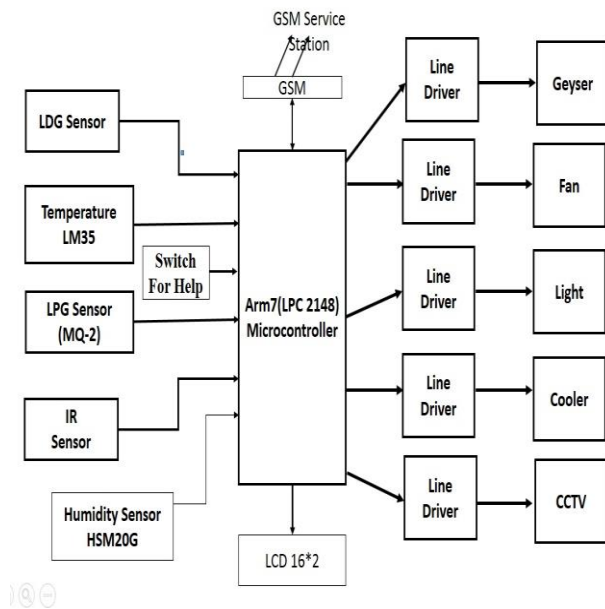 GSM Service
Station
GSM
LDG Sensor
Temperature
LM35
Switch
For Help
LPG Sensor
(MQ-2)
IR
Sensor
Humidity Sensor
HSM20G
Arm7(LPC 2148)
Microcontroller
LCD 16*2
Line
Driver
Geyser
Line
Driver
Fan
Line
Driver
Light
Line
Driver
Cooler
Line
Driver
CCTV